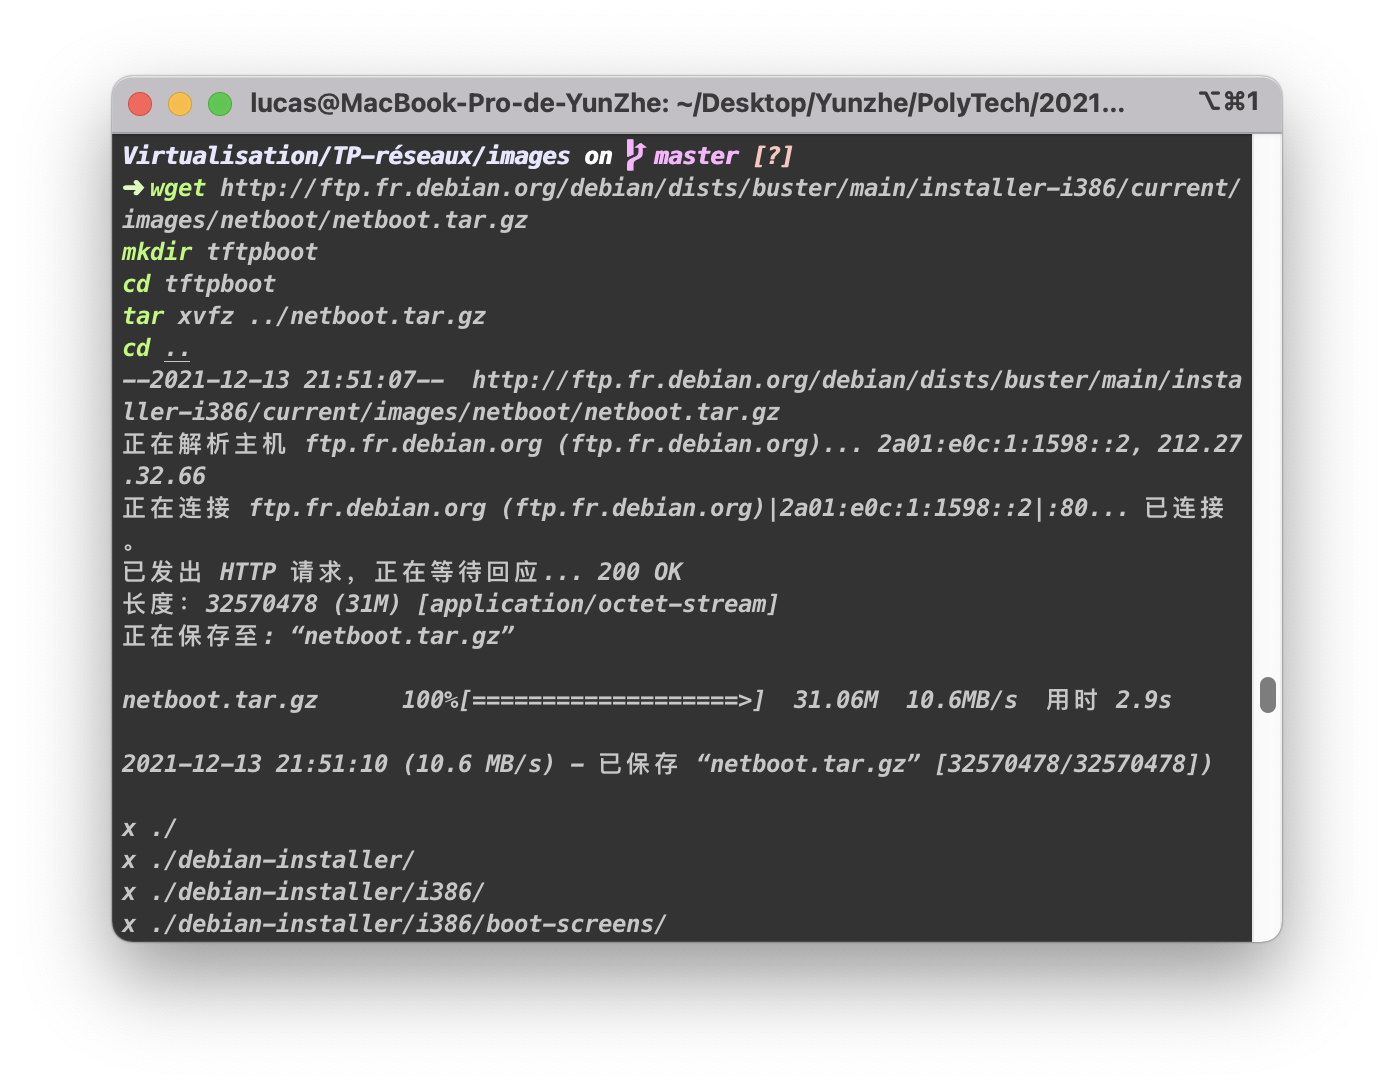 lucas@MacBook-Pro-de-YunZhe: ~/Desktop/Yunzhe/PolyTech/2021... ⌥⌘1
Virtualisation/TP-réseaux/images on master [?]
➜ wget http://ftp.fr.debian.org/debian/dists/buster/main/installer-i386/current/
images/netboot/netboot.tar.gz
mkdir tftpboot
cd tftpboot
tar xvfz ../netboot.tar.gz
cd ..
--2021-12-13 21:51:07--  http://ftp.fr.debian.org/debian/dists/buster/main/insta
ller-i386/current/images/netboot/netboot.tar.gz
正在解析主机 ftp.fr.debian.org (ftp.fr.debian.org)... 2a01:e0c:1:1598::2, 212.27
.32.66
正在连接 ftp.fr.debian.org (ftp.fr.debian.org)|2a01:e0c:1:1598::2|:80... 已连接
。
已发出 HTTP 请求，正在等待回应... 200 OK
长度：32570478 (31M) [application/octet-stream]
正在保存至: “netboot.tar.gz”
netboot.tar.gz      100%[===================>]  31.06M  10.6MB/s  用时 2.9s
2021-12-13 21:51:10 (10.6 MB/s) - 已保存 “netboot.tar.gz” [32570478/32570478])
x ./
x ./debian-installer/
x ./debian-installer/i386/
x ./debian-installer/i386/boot-screens/